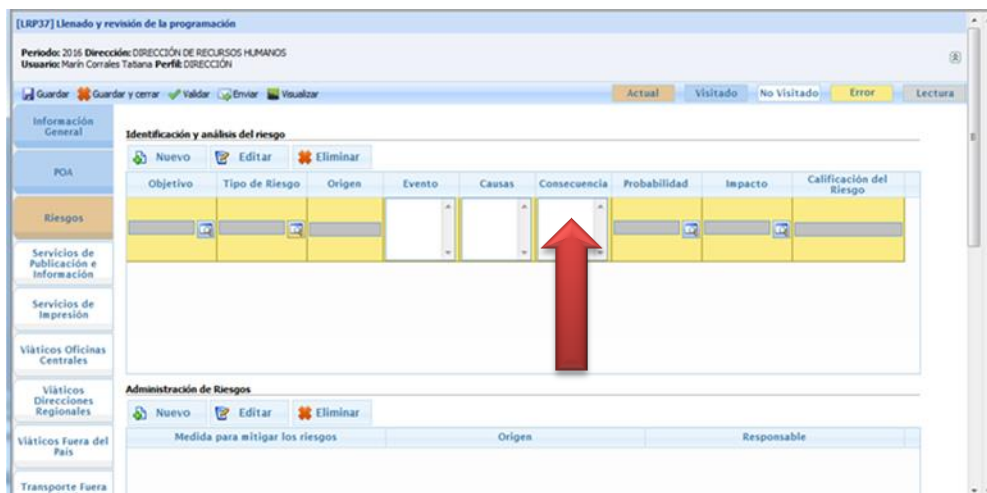 [LRP37] Llenado y revisión de la programación
Periodo: 2016 Dirección: DIRECCIÓN DE RECURSOS HUMANOS
Usuario: Marín Corrales Tatiana Perfil: DIRECCIÓN
Guardar Guardar y cerrar Validar Enviar Visualizar Actual Visitado No Visitado Error Lectura
Información
General
POA
Riesgos
Servicios de
Publicación e
Información
Servicios de
Impresión
Viàticos Oficinas
Centrales
Viàticos
Direcciones
Regionales
Viàticos Fuera del
País
Transporte Fuera
Identificación y análisis del riesgo
Nuevo Editar Eliminar
Objetivo Tipo de Riesgo Origen Evento Causas Consecuencia Probabilidad Impacto Calificación del
Riesgo
Administración de Riesgos
Nuevo Editar Eliminar
Medida para mitigar los riesgos Origen Responsable